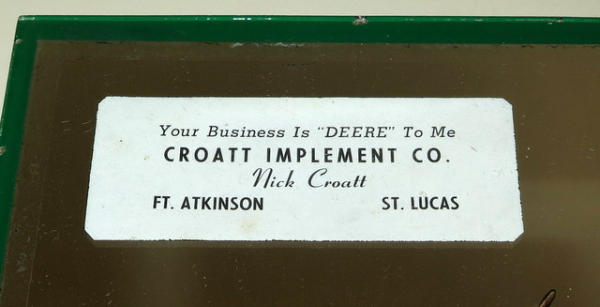 Your Business Is "DEERE" To Me
CROATT IMPLEMENT CO.
Nick Croatt
FT. ATKINSON ST. LUCAS